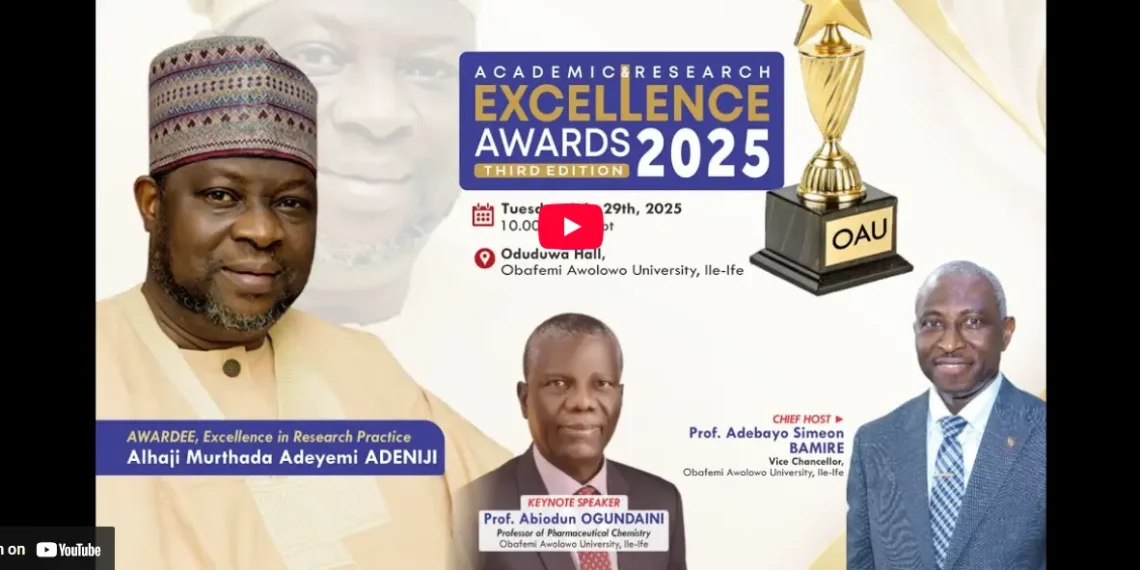 ACADEMIC & RESEARCH
EXCELLENCE
AWARDS 2025
THIRD EDITION
29th, 2025
10.00
Oduduwa Hall,
Obafemi Awolowo University, Ile-Ife
OAU
AWARDEE, Excellence in Research Practice
Alhaji Murthada Adeyemi ADENIJI
CHIEF HOST
Prof. Adebayo Simeon
BAMIRE
Vice Chancellor,
Obafemi Awolowo University, Ile-Ife
KEYNOTE SPEAKER
Prof. Abiodun OGUNDAINI
Professor of Pharmaceutical Chemistry
Obafemi Awolowo University, Ile-Ife
on YouTube